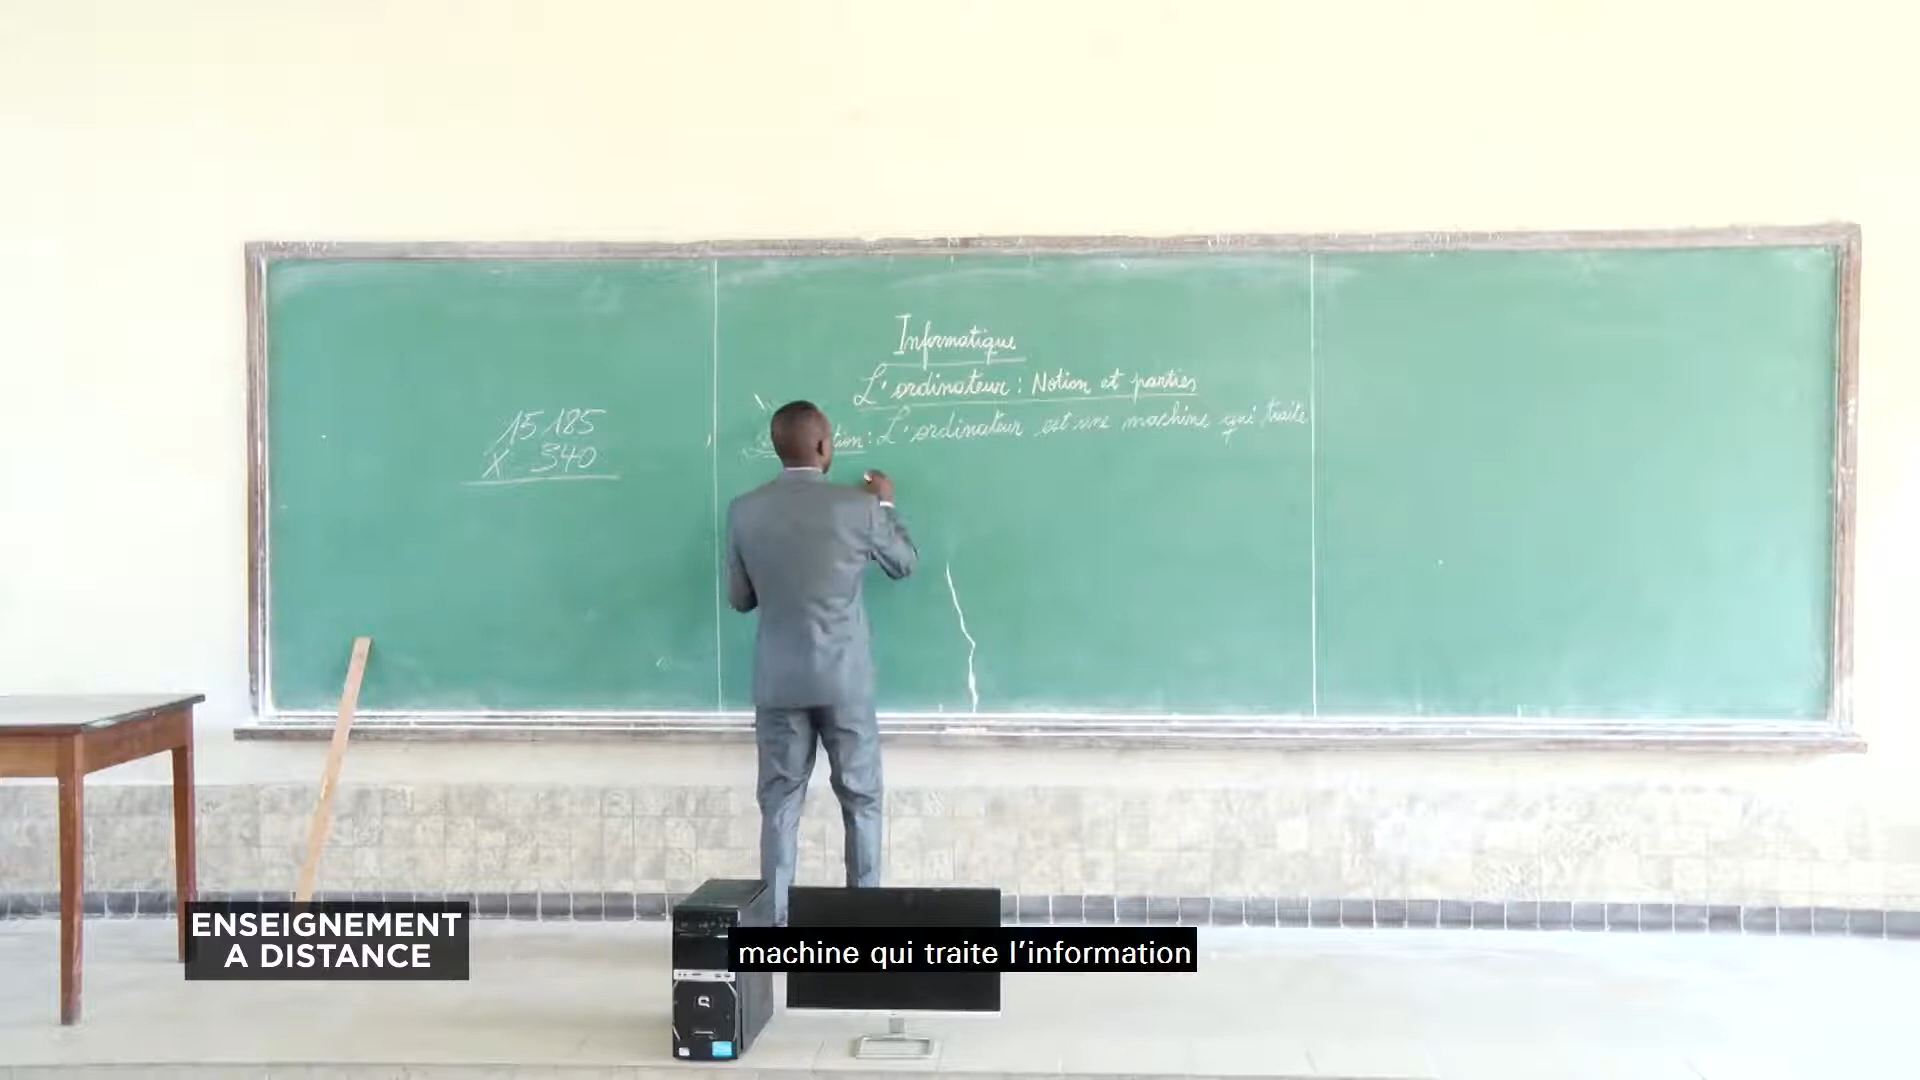 Informatique
L'ordinateur : Notion et parties
tion : L'ordinateur est une machine qui traite
15 185
X 340
ENSEIGNEMENT
A DISTANCE
machine qui traite l'information